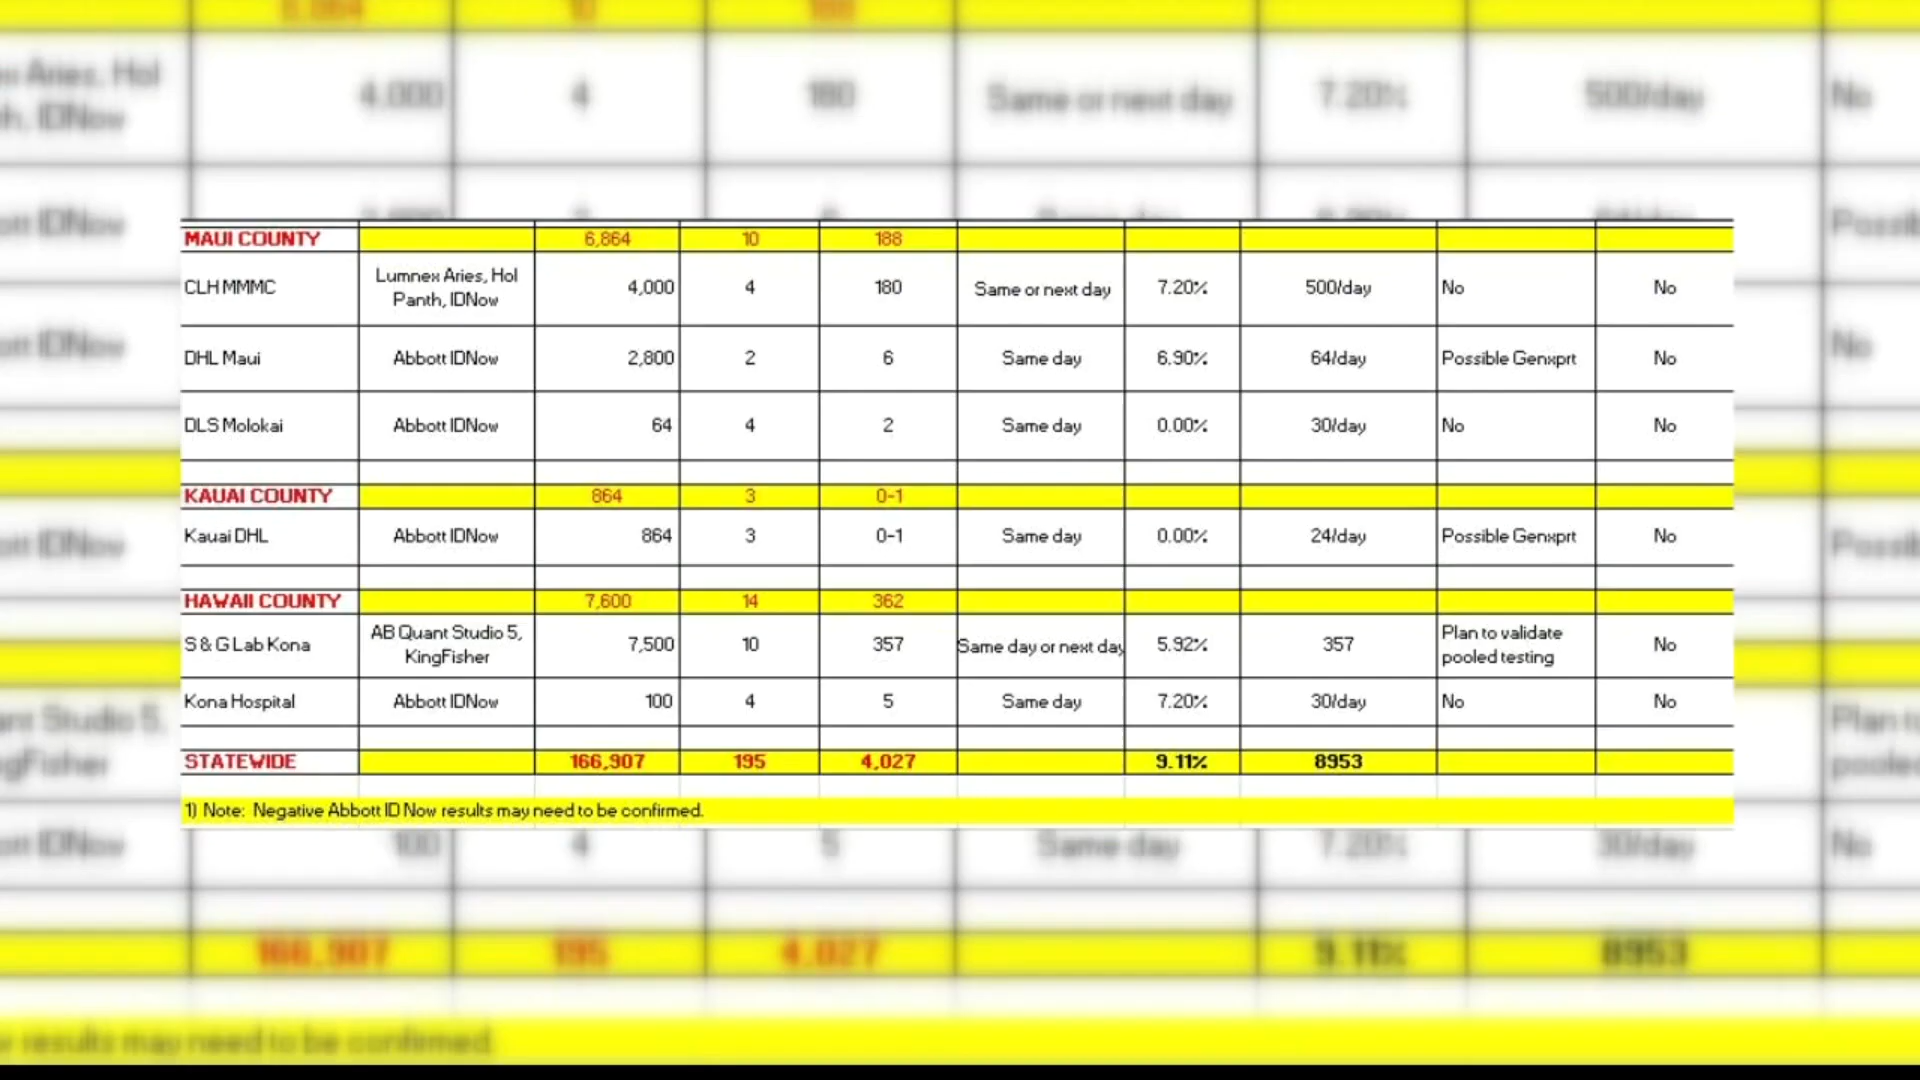 MAUI COUNTY 6,864 10 188
CLH MMMC Lumnex Aries, Hol Panth, IDNow 4,000 4 180 Same or next day 7.20% 500/day No No
DHL Maui Abbott IDNow 2,800 2 6 Same day 6.90% 64/day Possible Genxprt No
DLS Molokai Abbott IDNow 64 4 2 Same day 0.00% 30/day No No
KAUAI COUNTY 864 3 0-1
Kauai DHL Abbott IDNow 864 3 0-1 Same day 0.00% 24/day Possible Genxprt No
HAWAII COUNTY 7,600 14 362
S & G Lab Kona AB Quant Studio 5, KingFisher 7,500 10 357 Same day or next day 5.92% 357 Plan to validate pooled testing No
Kona Hospital Abbott IDNow 100 4 5 Same day 7.20% 30/day No No
STATEWIDE 166,907 195 4,027 9.11% 8953
1) Note: Negative Abbott ID Now results may need to be confirmed.